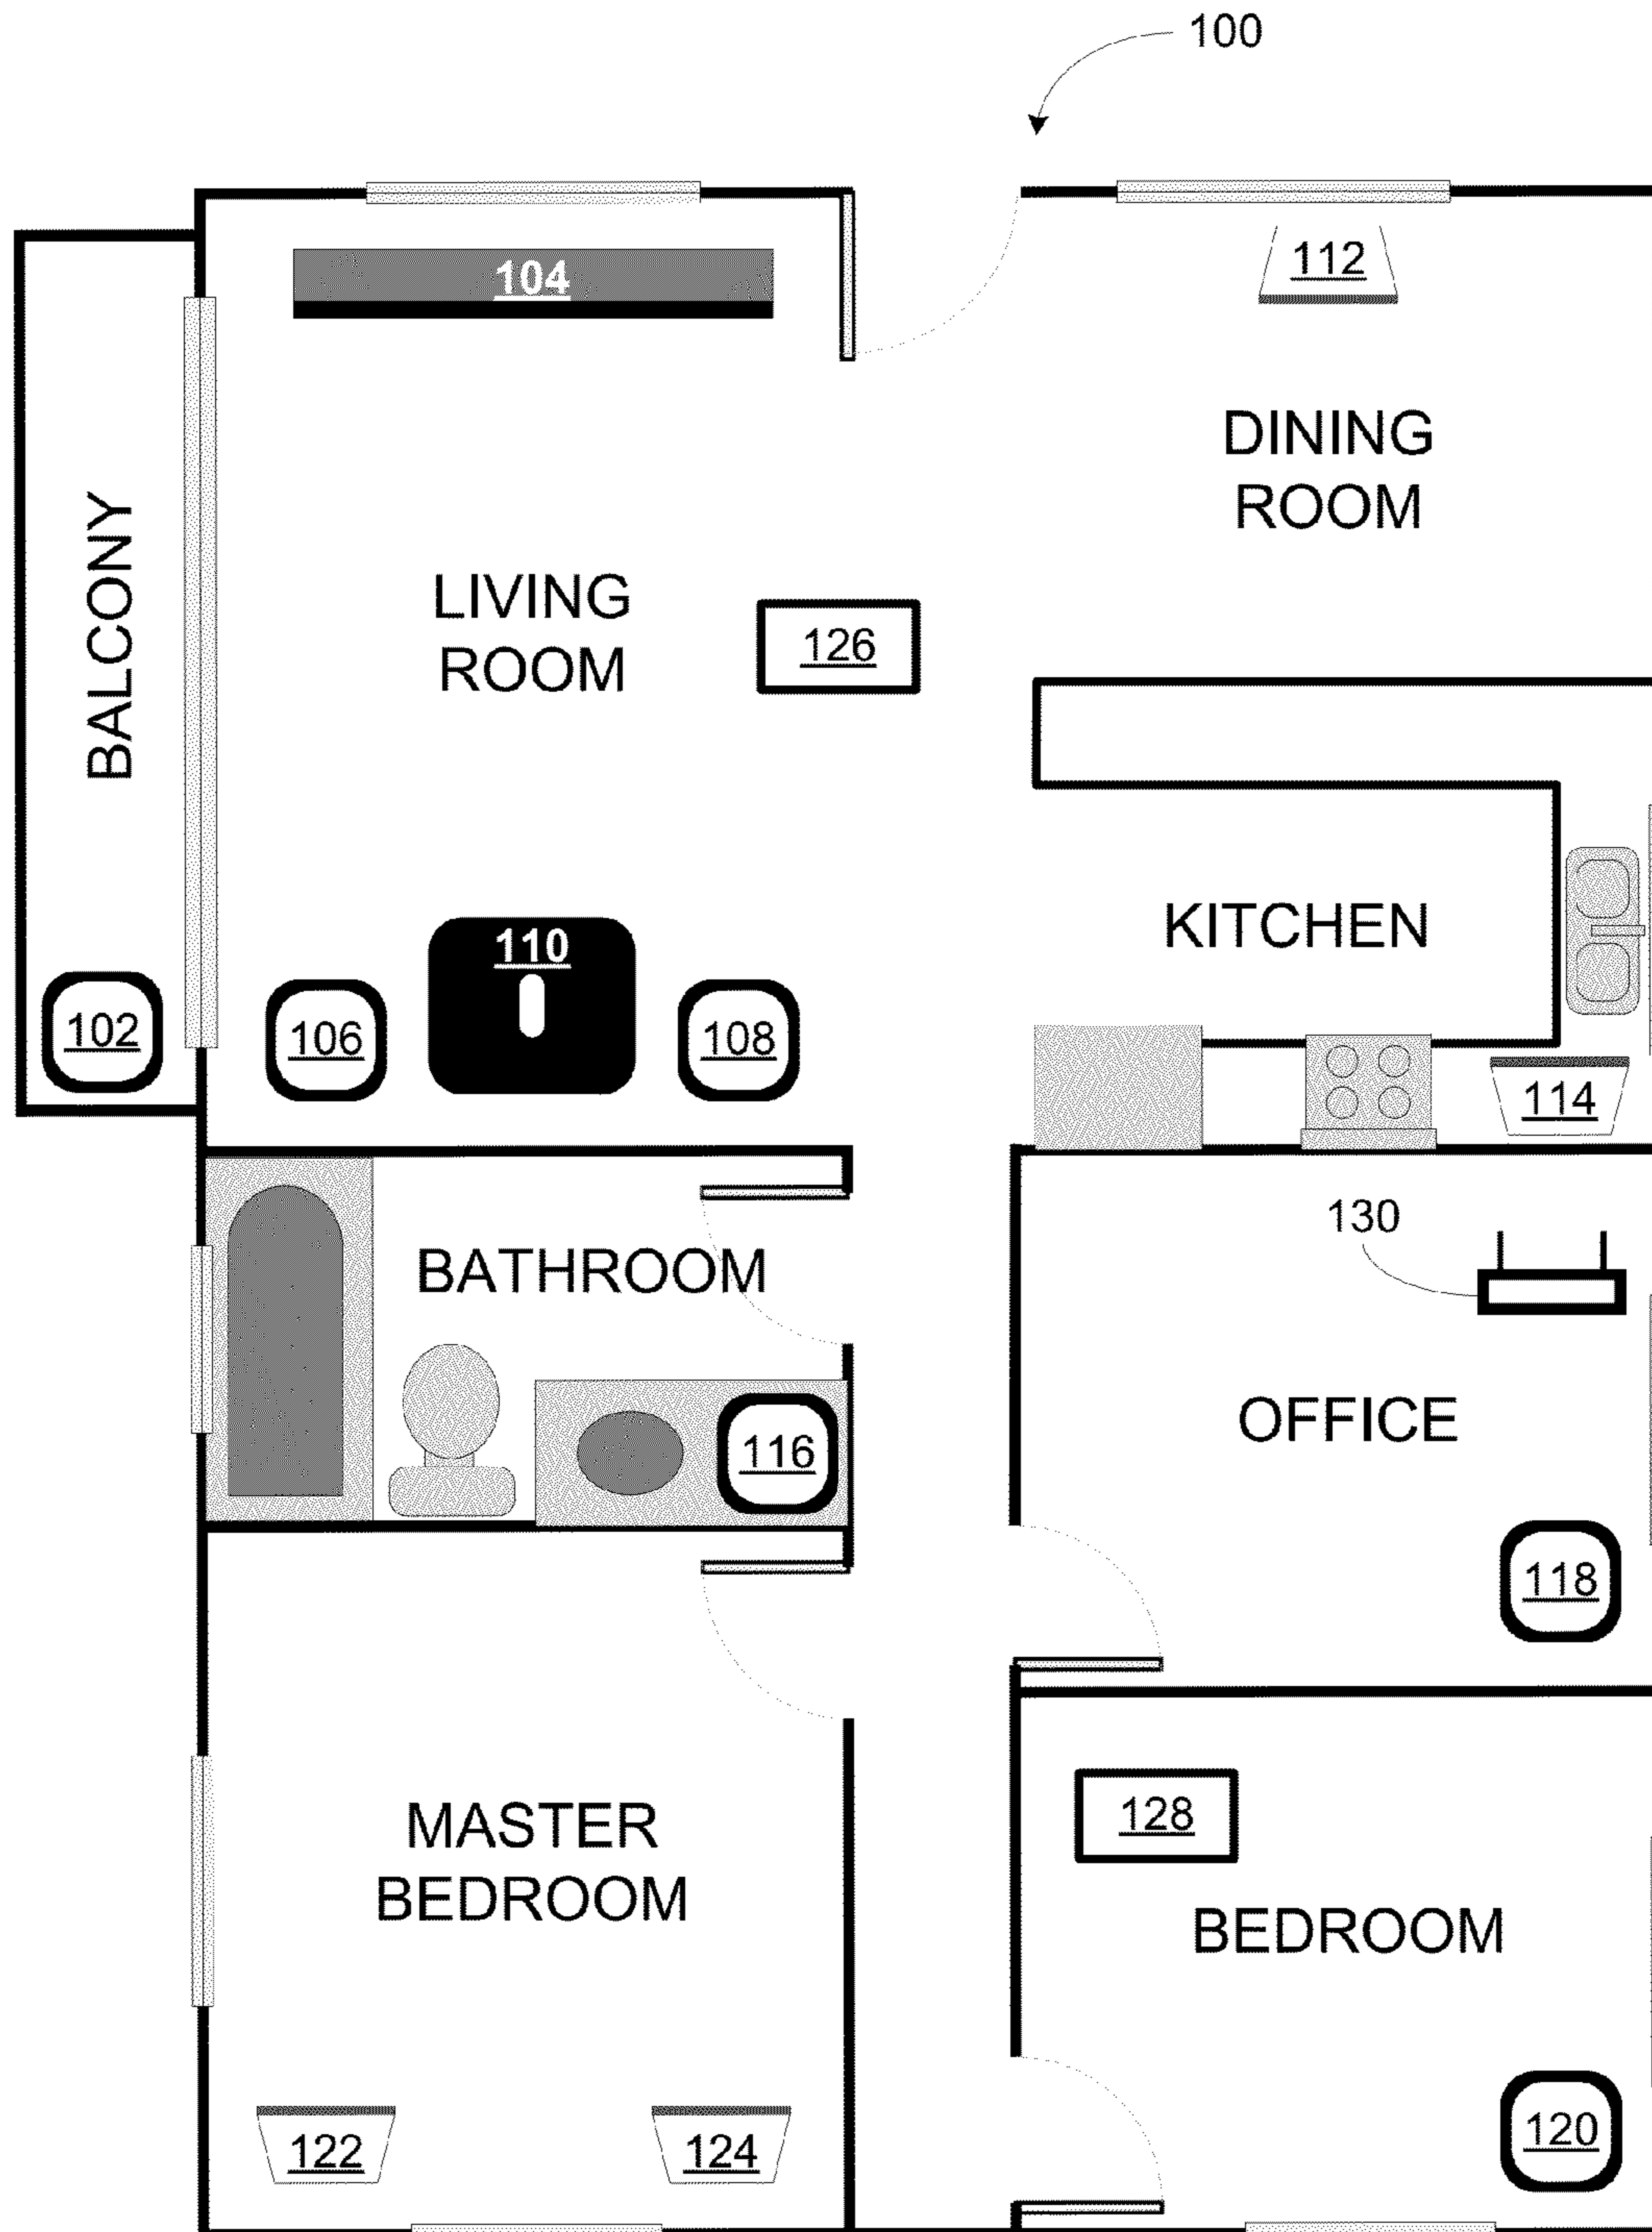 100
104
112
DINING
ROOM
BALCONY
LIVING
ROOM
126
110
KITCHEN
102
106
108
114
130
BATHROOM
OFFICE
116
118
MASTER
BEDROOM
128
BEDROOM
122
124
120